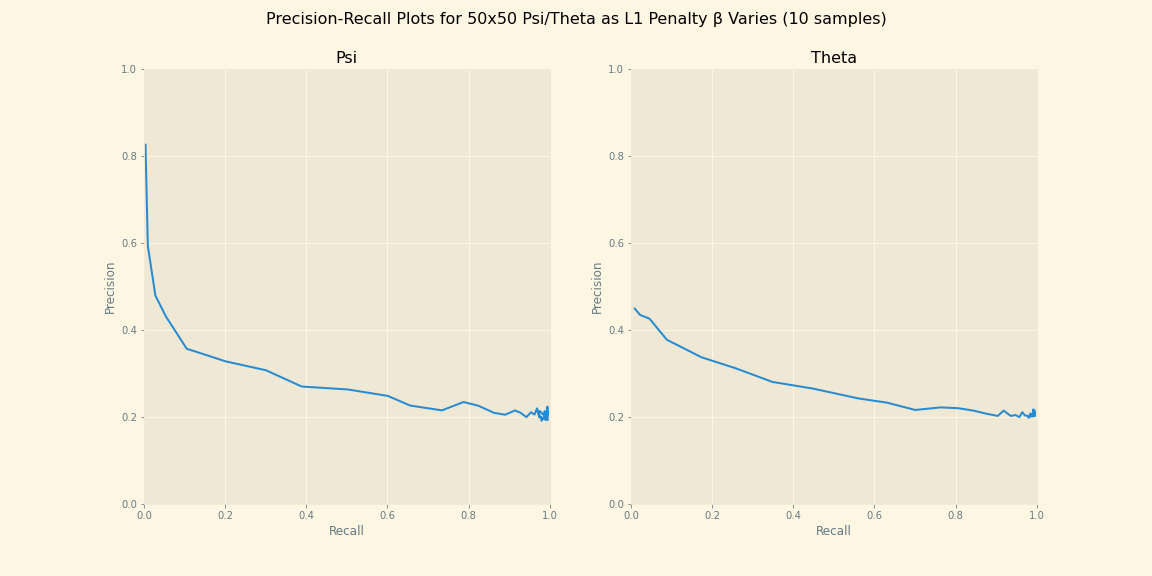 Precision-Recall Plots for 50x50 Psi/Theta as L1 Penalty β Varies (10 samples)
Psi
1.0
0.8
0.6
0.4
0.2
0.0
Precision
0.0 0.2 0.4 0.6 0.8 1.0
Recall
Theta
1.0
0.8
0.6
0.4
0.2
0.0
Precision
0.0 0.2 0.4 0.6 0.8 1.0
Recall